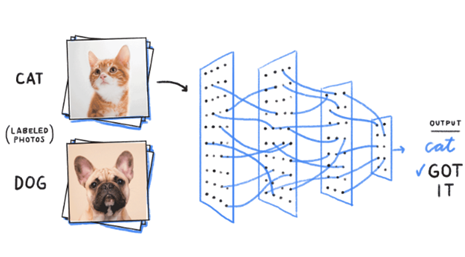 CAT
(LABELED
PHOTOS)
DOG
OUTPUT
cat
✓GOT
IT